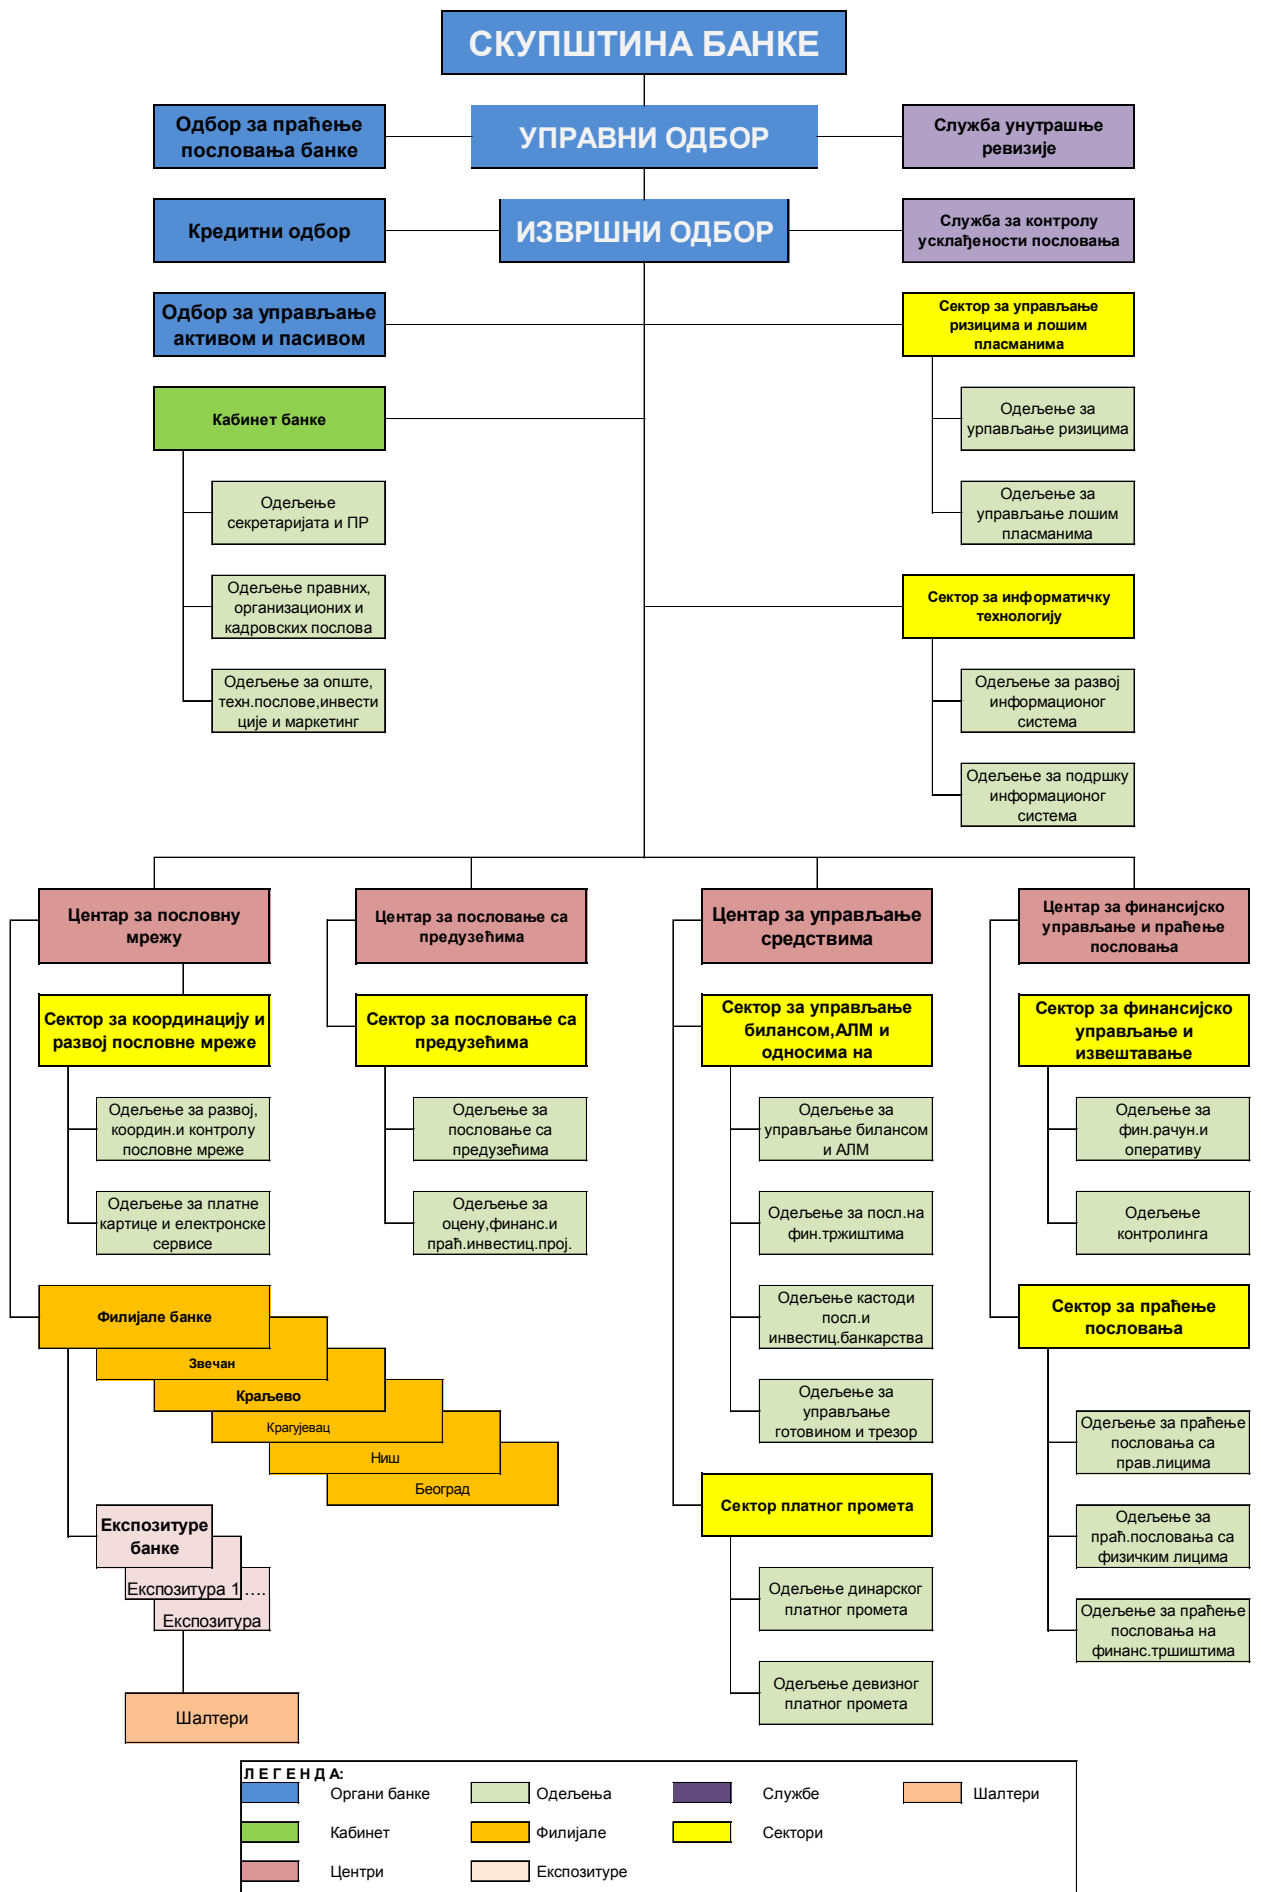 СКУПШТИНА БАНКЕ
Одбор за праћење
пословања банке
УПРАВНИ ОДБОР
Служба унутрашње
ревизије
Кредитни одбор
ИЗВРШНИ ОДБОР
Служба за контролу
усклађености пословања
Одбор за управљање
активом и пасивом
Сектор за управљање
ризицима и лошим
пласманима
Кабинет банке
Одељење за
урпављање ризицима
Одељење
секретаријата и ПР
Одељење за
управљање лошим
пласманима
Одељење правних,
организационих и
кадровских послова
Сектор за информатичку
технологију
Одељење за опште,
техн.послове,инвести
ције и маркетинг
Одељење за развој
информационог
система
Одељење за подршку
информационог
система
Центар за пословну
мрежу
Центар за пословање са
предузећима
Центар за управљање
средствима
Центар за финансијско
управљање и праћење
пословања
Сектор за координацију и
развој пословне мреже
Сектор за пословање са
предузећима
Сектор за управљање
билансом,АЛМ и
односима на
Сектор за финансијско
управљање и
извештавање
Одељење за развој,
координ.и контролу
пословне мреже
Одељење за
пословање са
предузећима
Одељење за
управљање билансом
и АЛМ
Одељење за
фин.рачун.и
оперативу
Одељење за платне
картице и електронске
сервисе
Одељење за
оцену,финанс.и
праћ.инвестиц.прој.
Одељење за посл.на
фин.тржиштима
Одељење
контролинга
Филијале банке
Звечан
Краљево
Крагујевац
Ниш
Београд
Одељење кастоди
посл.и
инвестиц.банкарства
Сектор за праћење
пословања
Одељење за
управљање
готовином и трезор
Одељење за праћење
пословања са
прав.лицима
Експозитуре
банке
Експозитура 1 ....
Експозитура
Сектор платног промета
Одељење за
праћ.пословања са
физичким лицима
Одељење динарског
платног промета
Одељење за праћење
пословања на
финанс.тршиштима
Шалтери
Одељење девизног
платног промета
Л Е Г Е Н Д А:
Органи банке
Одељења
Службе
Шалтери
Кабинет
Филијале
Сектори
Центри
Експозитуре